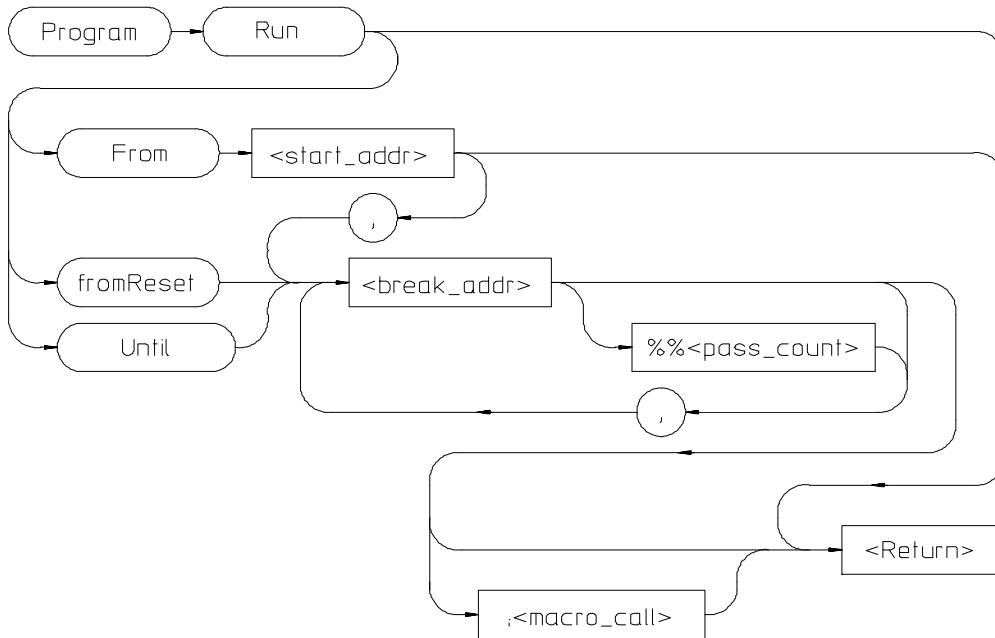 Program
Run
From
<start_addr>
,
fromReset
<break_addr>
Until
%%<pass_count>
,
<Return>
;<macro_call>